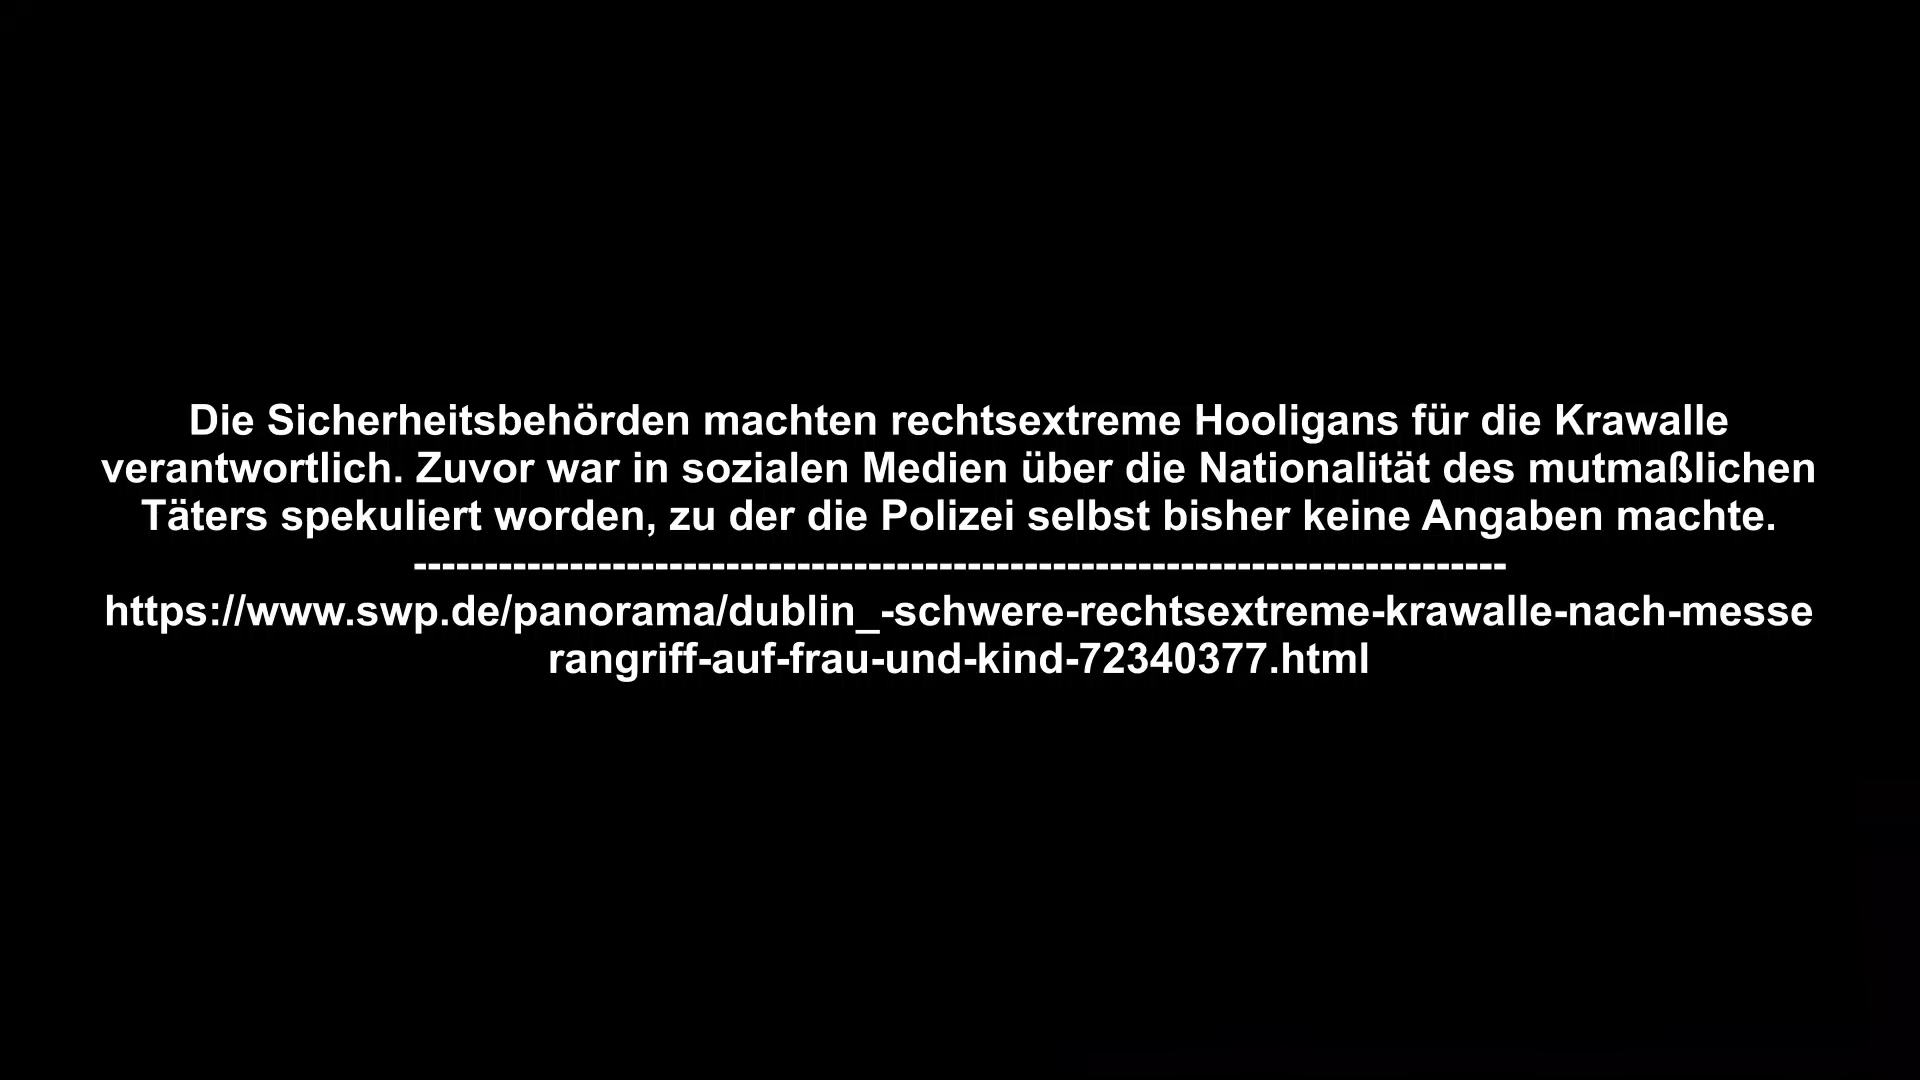 Die Sicherheitsbehörden machten rechtsextreme Hooligans für die Krawalle
verantwortlich. Zuvor war in sozialen Medien über die Nationalität des mutmaßlichen
Täters spekuliert worden, zu der die Polizei selbst bisher keine Angaben machte.
------------------------------------------------------------------------------
https://www.swp.de/panorama/dublin_-schwere-rechtsextreme-krawalle-nach-messe
rangriff-auf-frau-und-kind-72340377.html